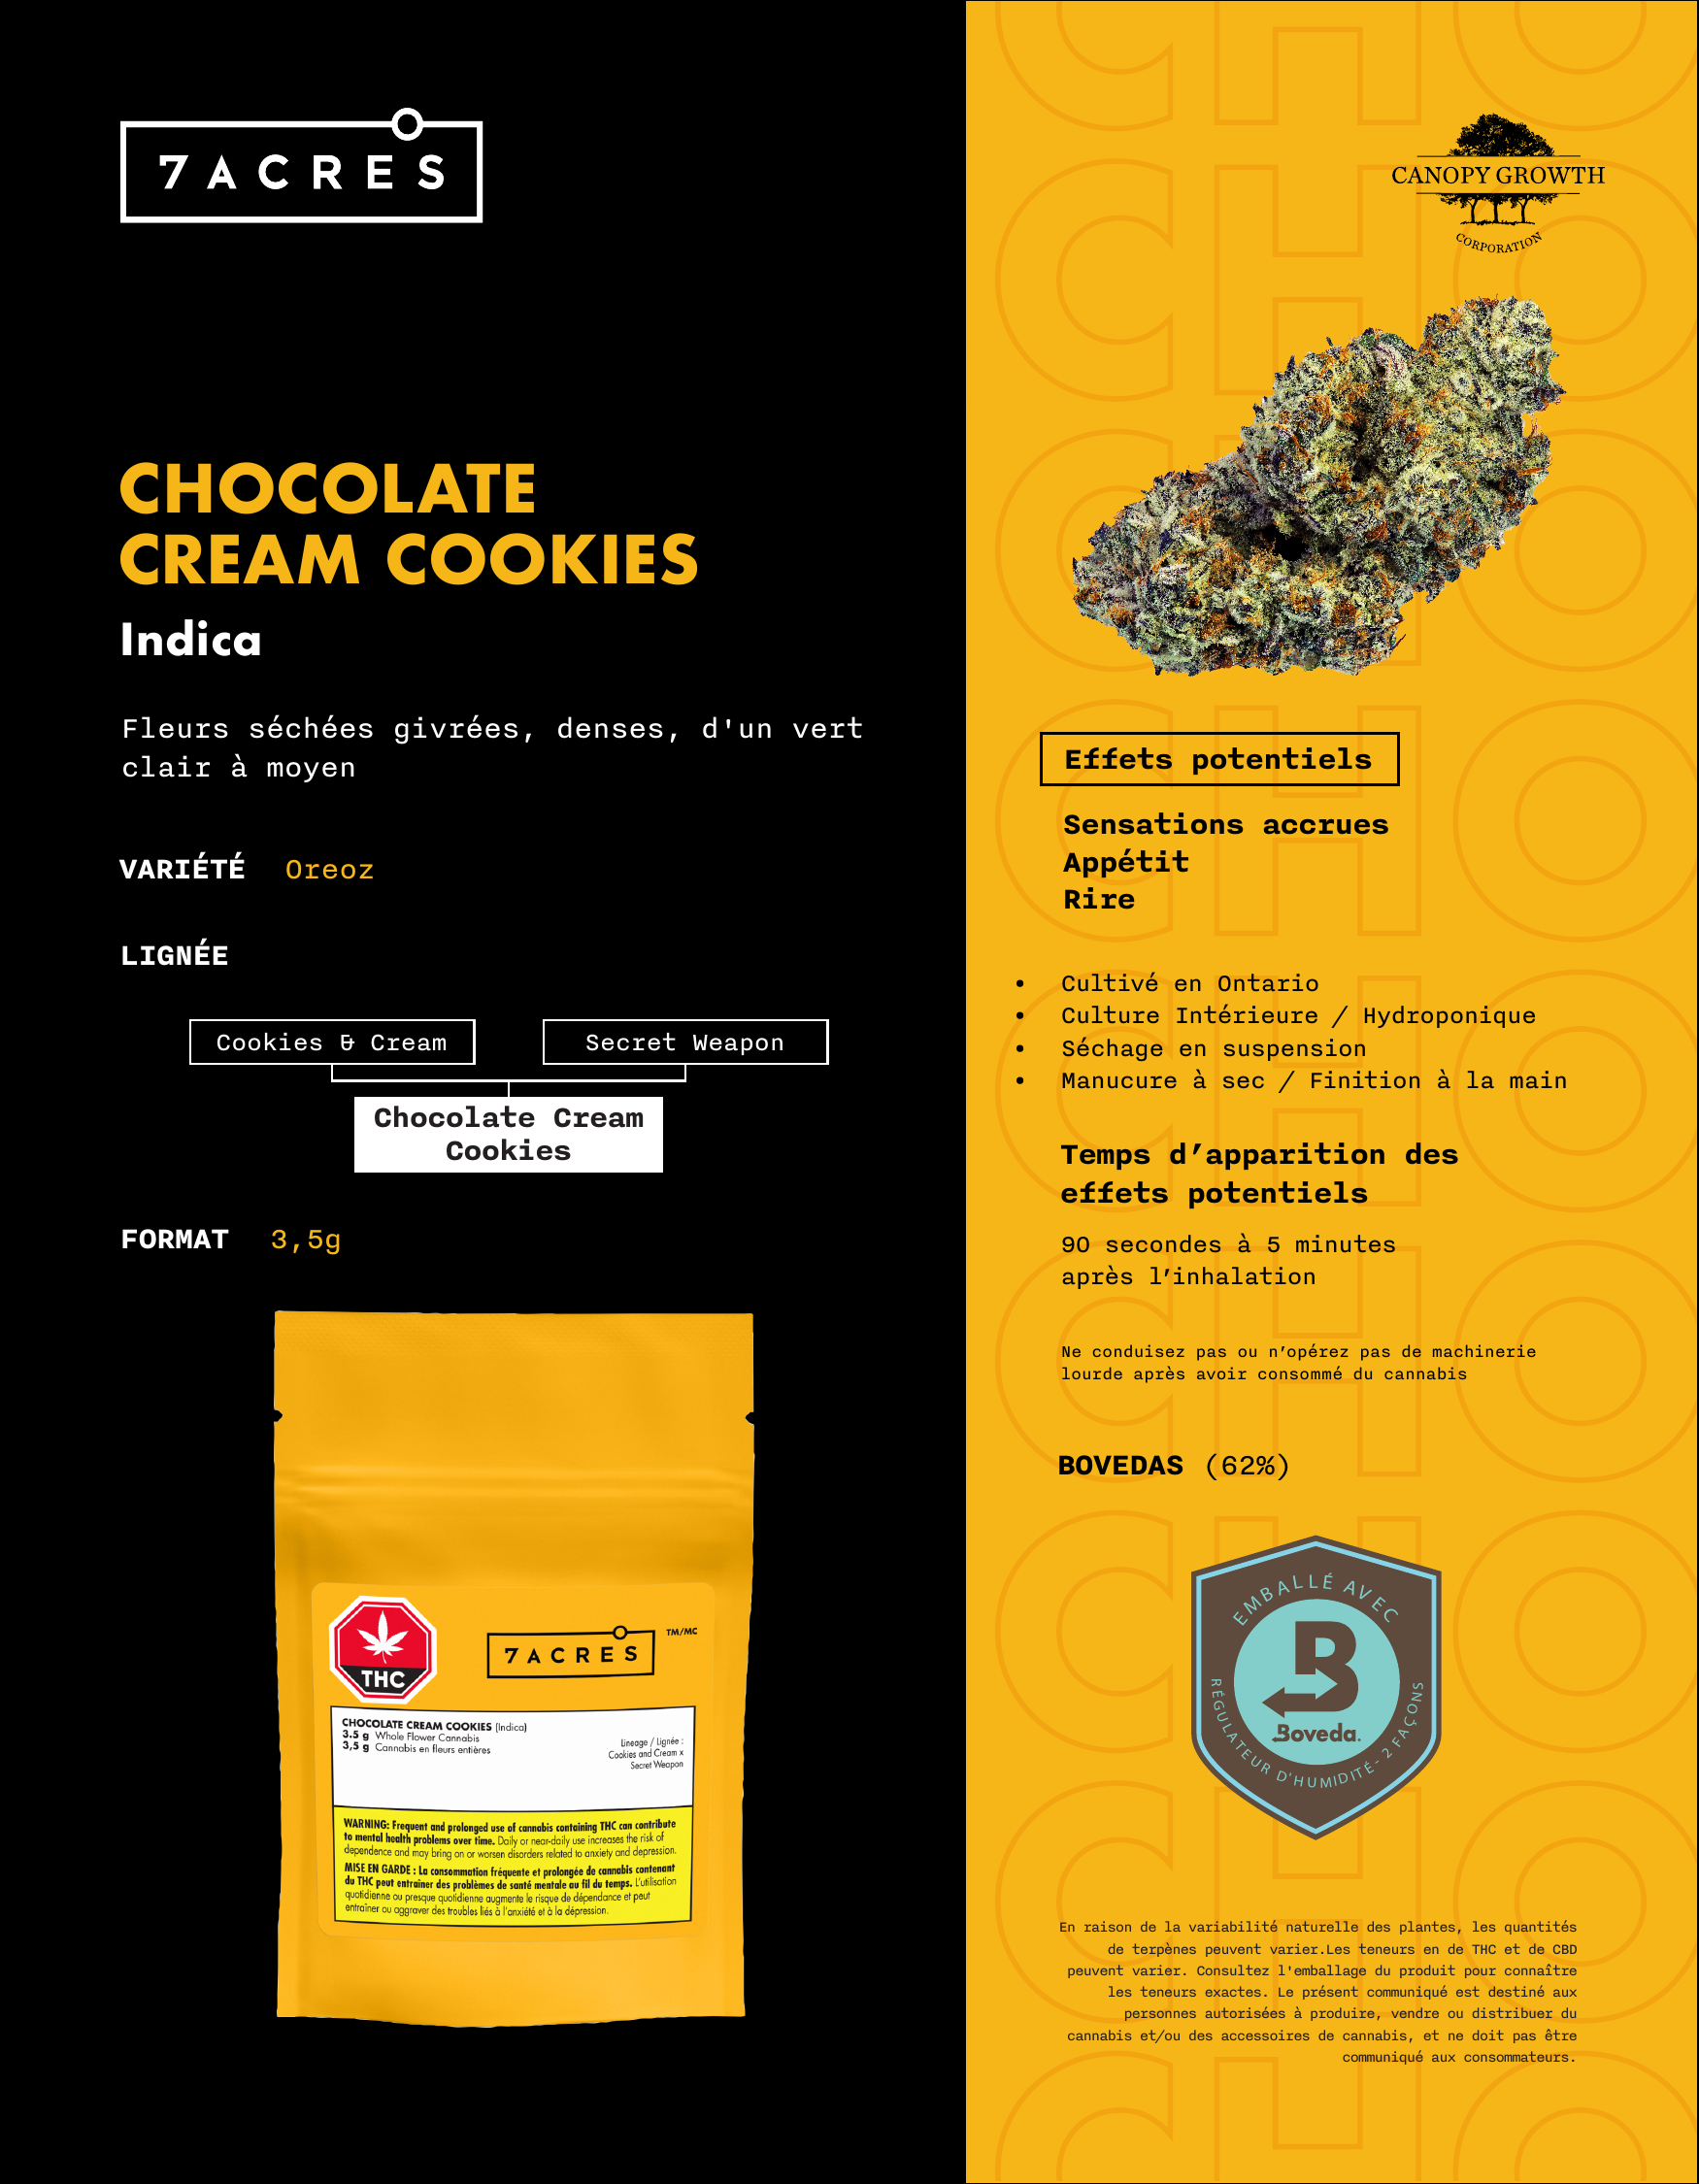 7 ACRES
CHOCOLATE
CREAM COOKIES
Indica
Fleurs séchées givrées, denses, d'un vert
clair à moyen
VARIÉTÉ Oreoz
LIGNÉE
Cookies & Cream Secret Weapon
Chocolate Cream
Cookies
FORMAT 3,5g
THC
7 ACRES TM/MC
CHOCOLATE CREAM COOKIES (Indica)
3.5 g Whole Flower Cannabis
3,5 g Cannabis en fleurs entières
Lineage / Lignée :
Cookies and Cream x
Secret Weapon
WARNING: Frequent and prolonged use of cannabis containing THC can contribute
to mental health problems over time. Daily or near-daily use increases the risk of
dependence and may bring on or worsen disorders related to anxiety and depression.
MISE EN GARDE : La consommation fréquente et prolongée de cannabis contenant
du THC peut entraîner des problèmes de santé mentale au fil du temps. L'utilisation
quotidienne ou presque quotidienne augmente le risque de dépendance et peut
entraîner ou aggraver des troubles liés à l'anxiété et à la dépression.
CANOPY GROWTH
CORPORATION
Effets potentiels
Sensations accrues
Appétit
Rire
• Cultivé en Ontario
• Culture Intérieure / Hydroponique
• Séchage en suspension
• Manucure à sec / Finition à la main
Temps d’apparition des
effets potentiels
90 secondes à 5 minutes
après l’inhalation
Ne conduisez pas ou n’opérez pas de machinerie
lourde après avoir consommé du cannabis
BOVEDAS (62%)
EMBALLÉ AVEC
B
Boveda.
RÉGULATEUR D'HUMIDITÉ- 2 FAÇONS
En raison de la variabilité naturelle des plantes, les quantités
de terpènes peuvent varier.Les teneurs en de THC et de CBD
peuvent varier. Consultez l'emballage du produit pour connaître
les teneurs exactes. Le présent communiqué est destiné aux
personnes autorisées à produire, vendre ou distribuer du
cannabis et/ou des accessoires de cannabis, et ne doit pas être
communiqué aux consommateurs.
CHO
CHO
CHO
CHO
CHO
CHO
CHO
CHO
CHO